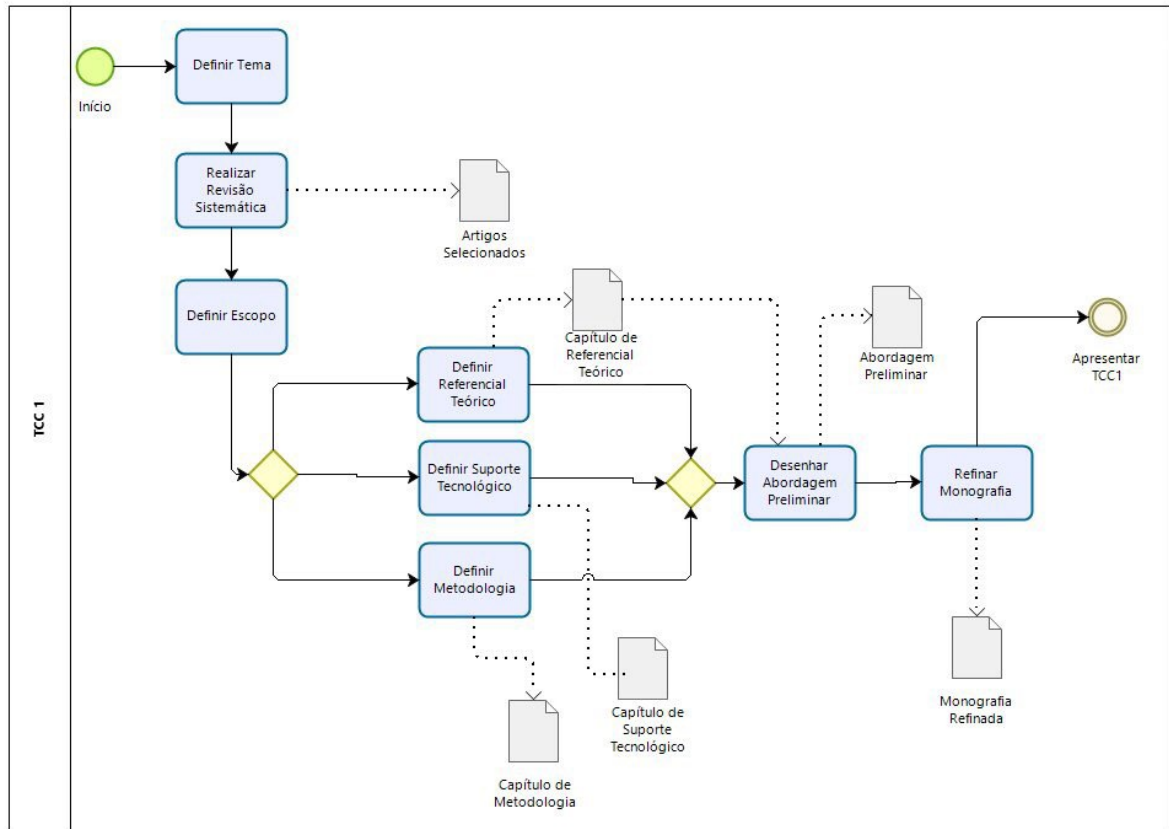 TCC 1
Início
Definir Tema
Realizar
Revisão
Sistemática
Artigos
Selecionados
Definir Escopo
Capítulo de
Referencial
Teórico
Abordagem
Preliminar
Apresentar
TCC1
Definir
Referencial
Teórico
Definir Suporte
Tecnológico
Definir
Metodologia
Desenhar
Abordagem
Preliminar
Refinar
Monografia
Capítulo de
Suporte
Tecnológico
Monografia
Refinada
Capítulo de
Metodologia